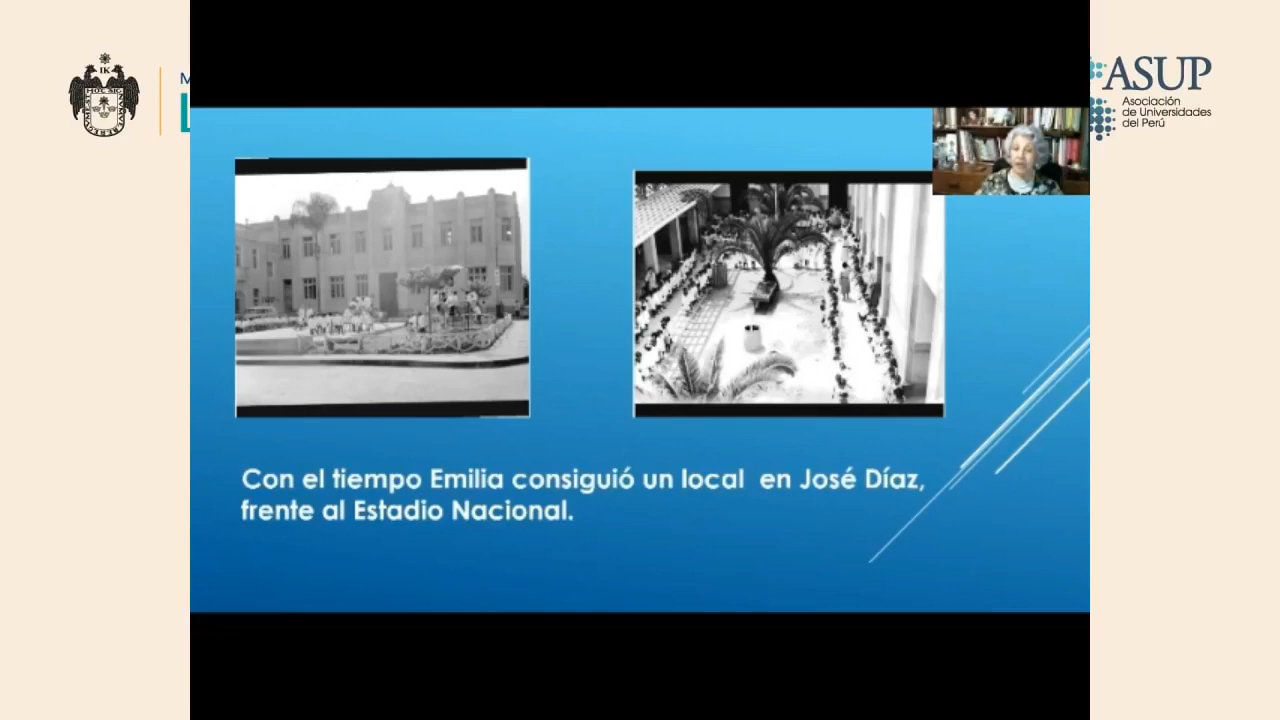 ASUP
Asociación
de Universidades
del Perú
Con el tiempo Emilia consiguió un local en José Díaz,
frente al Estadio Nacional.